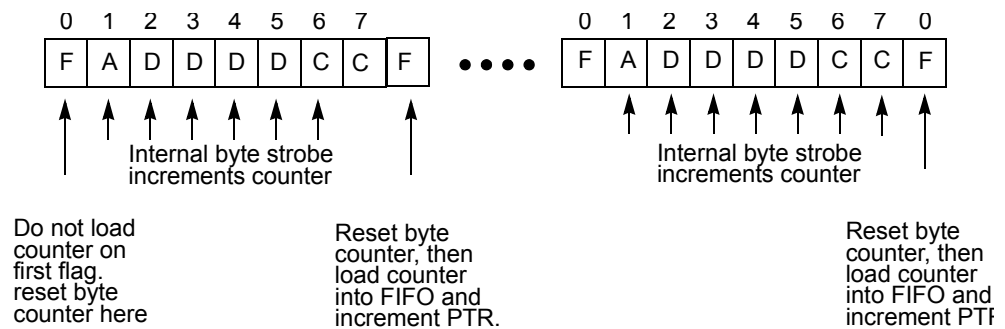 0 1 2 3 4 5 6 7
0 1 2 3 4 5 6 7 0
F A D D D D C C F
F A D D D D C C F
Internal byte strobe
increments counter
Internal byte strobe
increments counter
Do not load
counter on
first flag.
reset byte
counter here
Reset byte
counter, then
load counter
into FIFO and
increment PTR.
Reset byte
counter, then
load counter
into FIFO and
increment PTR